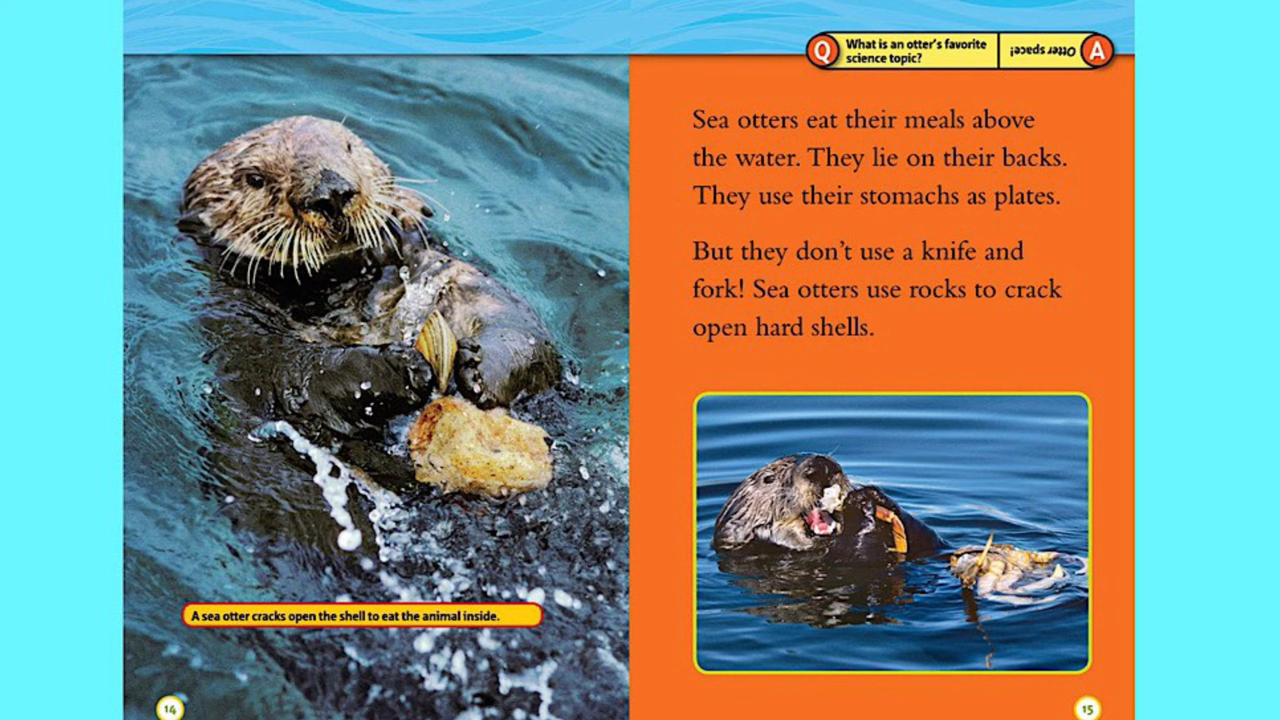 Q
What is an otter's favorite
science topic?
Otter space!
A
Sea otters eat their meals above
the water. They lie on their backs.
They use their stomachs as plates.
But they don't use a knife and
fork! Sea otters use rocks to crack
open hard shells.
A sea otter cracks open the shell to eat the animal inside.
14
15